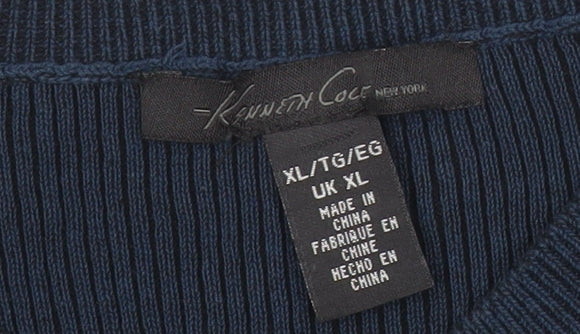 Kenneth Cole NEW YORK
XL/TG/EG
UK XL
MADE IN
CHINA
FABRIQUE EN
CHINE
HECHO EN
CHINA